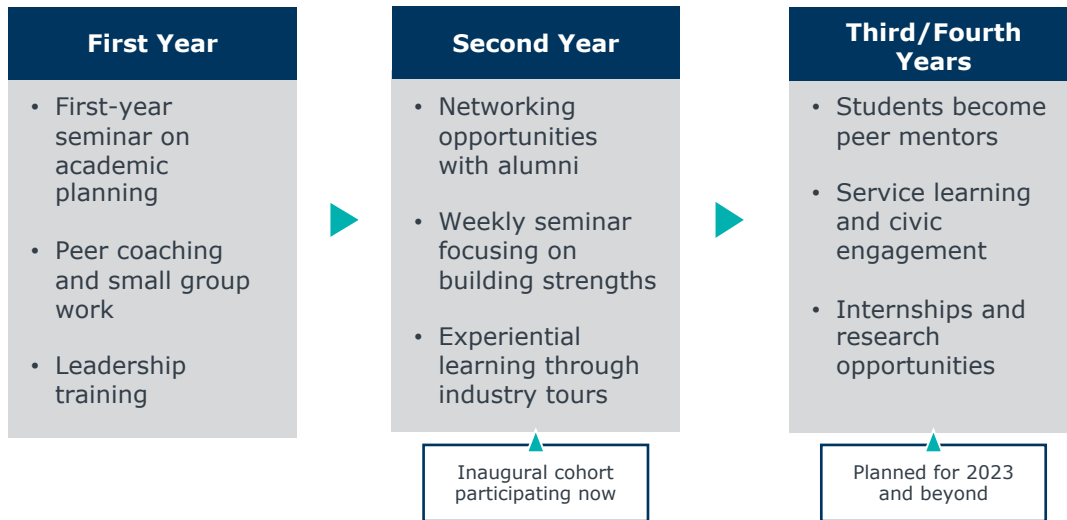 First Year
• First-year
seminar on
academic
planning
• Peer coaching
and small group
work
• Leadership
training
Second Year
• Networking
opportunities
with alumni
• Weekly seminar
focusing on
building strengths
• Experiential
learning through
industry tours
Inaugural cohort
participating now
Third/Fourth
Years
• Students become
peer mentors
• Service learning
and civic
engagement
• Internships and
research
opportunities
Planned for 2023
and beyond